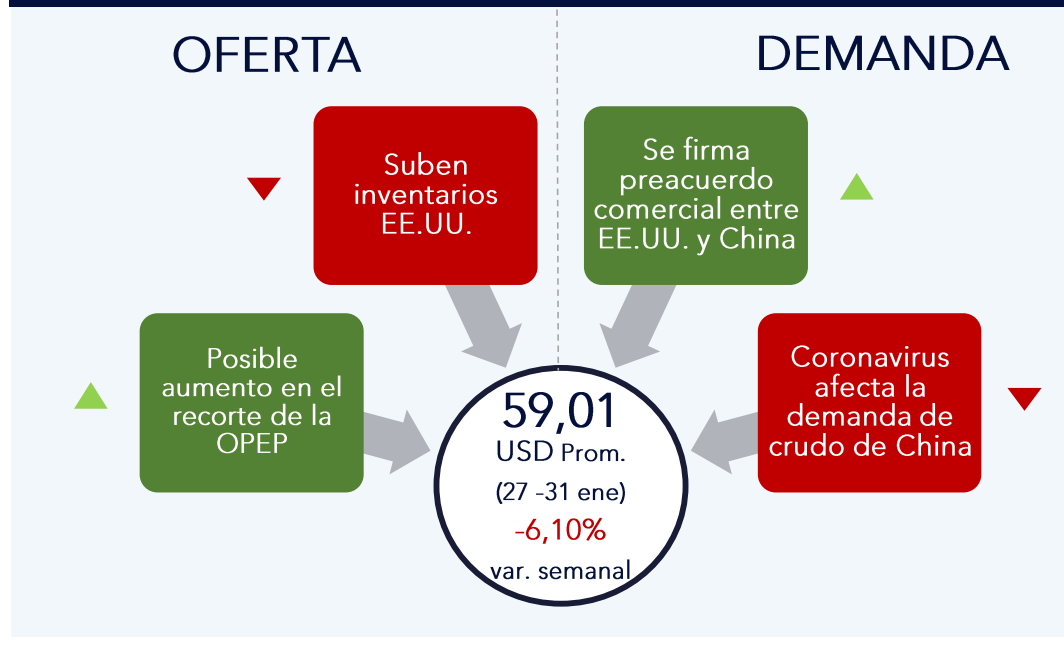 OFERTA
DEMANDA
Suben
inventarios
EE.UU.
Se firma
preacuerdo
comercial entre
EE.UU. y China
Posible
aumento en el
recorte de la
OPEP
Coronavirus
afecta la
demanda de
crudo de China
59,01
USD Prom.
(27 -31 ene)
-6,10%
var. semanal